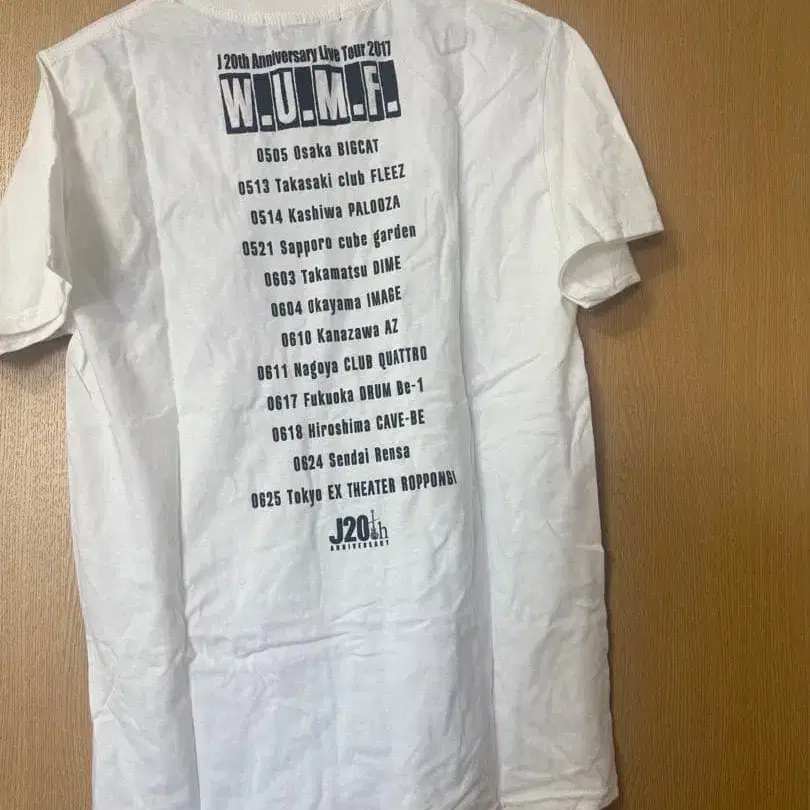 J 20th Anniversary Live Tour 2017
W.U.M.F.
0505 Osaka BIGCAT
0513 Takasaki club FLEEZ
0514 Kashiwa PALOOZA
0521 Sapporo cube garden
0603 Takamatsu DIME
0604 Okayama IMAGE
0610 Kanazawa AZ
0611 Nagoya CLUB QUATTRO
0617 Fukuoka DRUM Be-1
0618 Hiroshima CAVE-BE
0624 Sendai Rensa
0625 Tokyo EX THEATER ROPPONGI
J20th
ANNIVERSARY